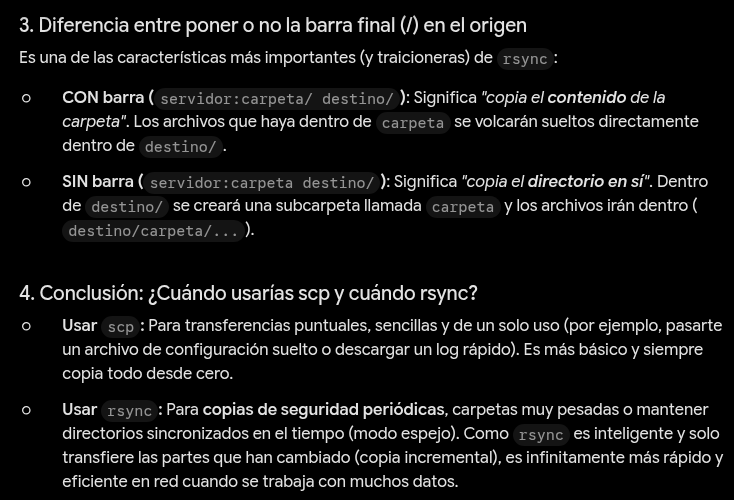 3. Diferencia entre poner o no la barra final (/) en el origen
Es una de las características más importantes (y traicioneras) de rsync :
CON barra ( servidor:carpeta/ destino/ ): Significa "copia el contenido de la
carpeta". Los archivos que haya dentro de carpeta se volcarán sueltos directamente
dentro de destino/ .
SIN barra ( servidor:carpeta destino/ ): Significa "copia el directorio en sí". Dentro
de destino/ se creará una subcarpeta llamada carpeta y los archivos irán dentro (
destino/carpeta/... ).
4. Conclusión: ¿Cuándo usarías scp y cuándo rsync?
Usar scp : Para transferencias puntuales, sencillas y de un solo uso (por ejemplo, pasarte
un archivo de configuración suelto o descargar un log rápido). Es más básico y siempre
copia todo desde cero.
Usar rsync : Para copias de seguridad periódicas, carpetas muy pesadas o mantener
directorios sincronizados en el tiempo (modo espejo). Como rsync es inteligente y solo
transfiere las partes que han cambiado (copia incremental), es infinitamente más rápido y
eficiente en red cuando se trabaja con muchos datos.